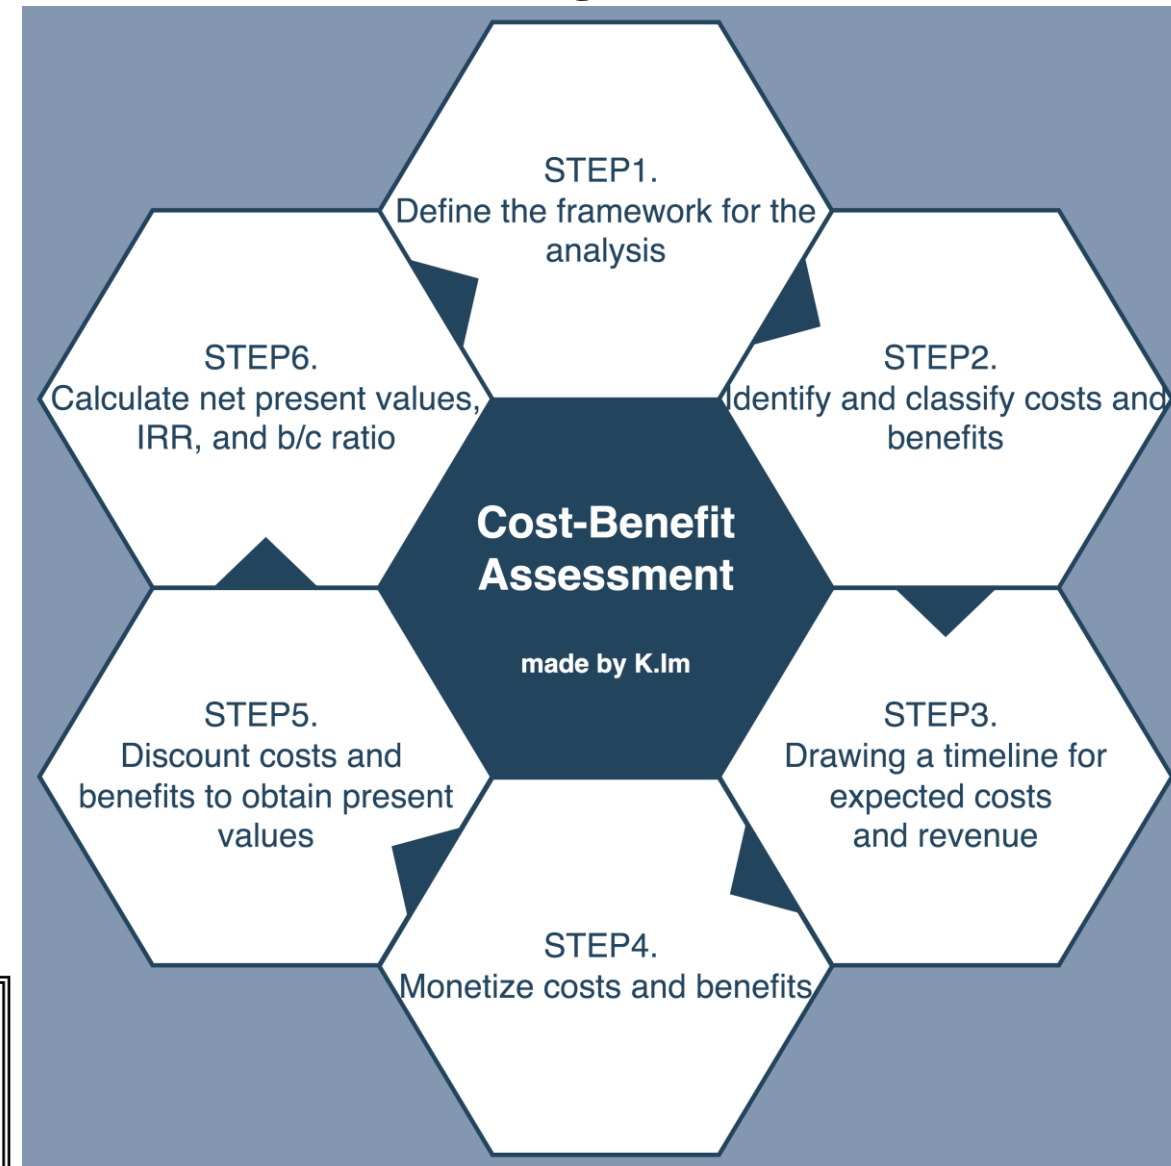 STEP1.
Define the framework for the
analysis
STEP2.
Identify and classify costs and
benefits
STEP3.
Drawing a timeline for
expected costs
and revenue
STEP4.
Monetize costs and benefits
STEP5.
Discount costs and
benefits to obtain present
values
STEP6.
Calculate net present values,
IRR, and b/c ratio
Cost-Benefit
Assessment
made by K.Im